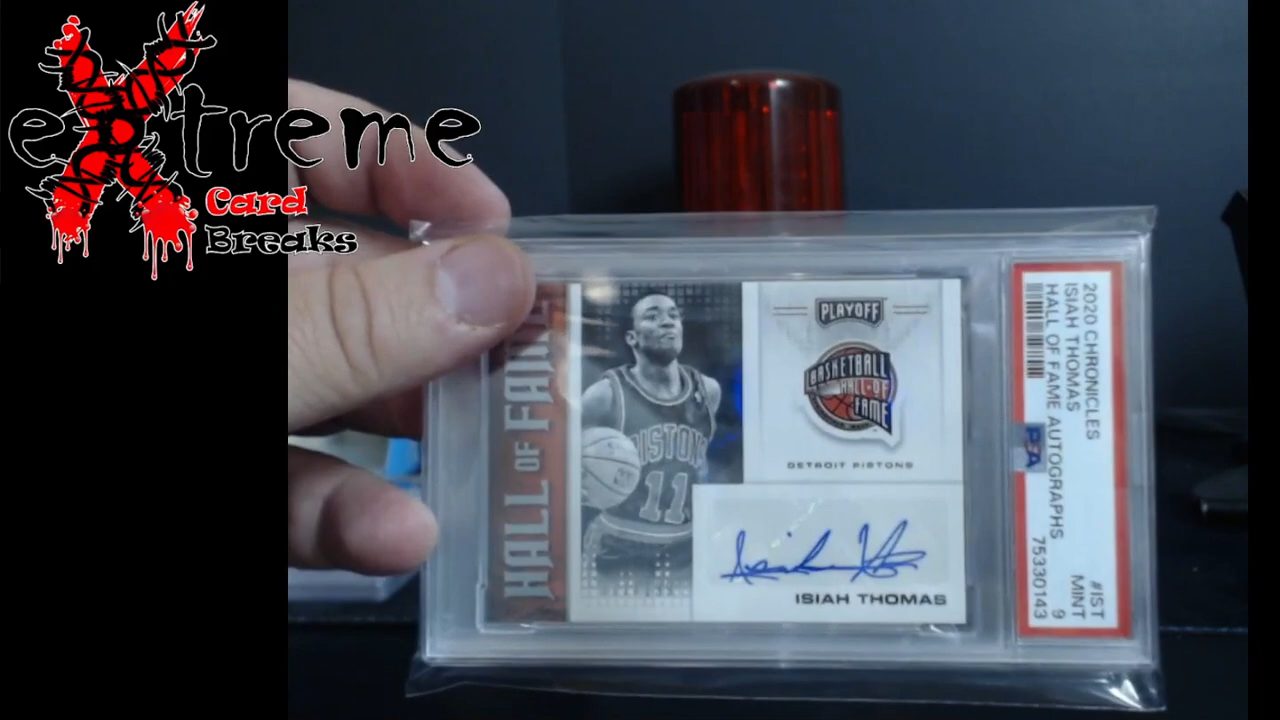 eXtreme
Card
Breaks
HALL OF FAME
PLAYOFF
BASKETBALL
HALL-OF
FAME
DETROIT PISTONS
PISTONS
11
ISIAH THOMAS
2020 CHRONICLES
#IST
ISIAH THOMAS
MINT
HALL OF FAME AUTOGRAPHS
9
PSA
75330143